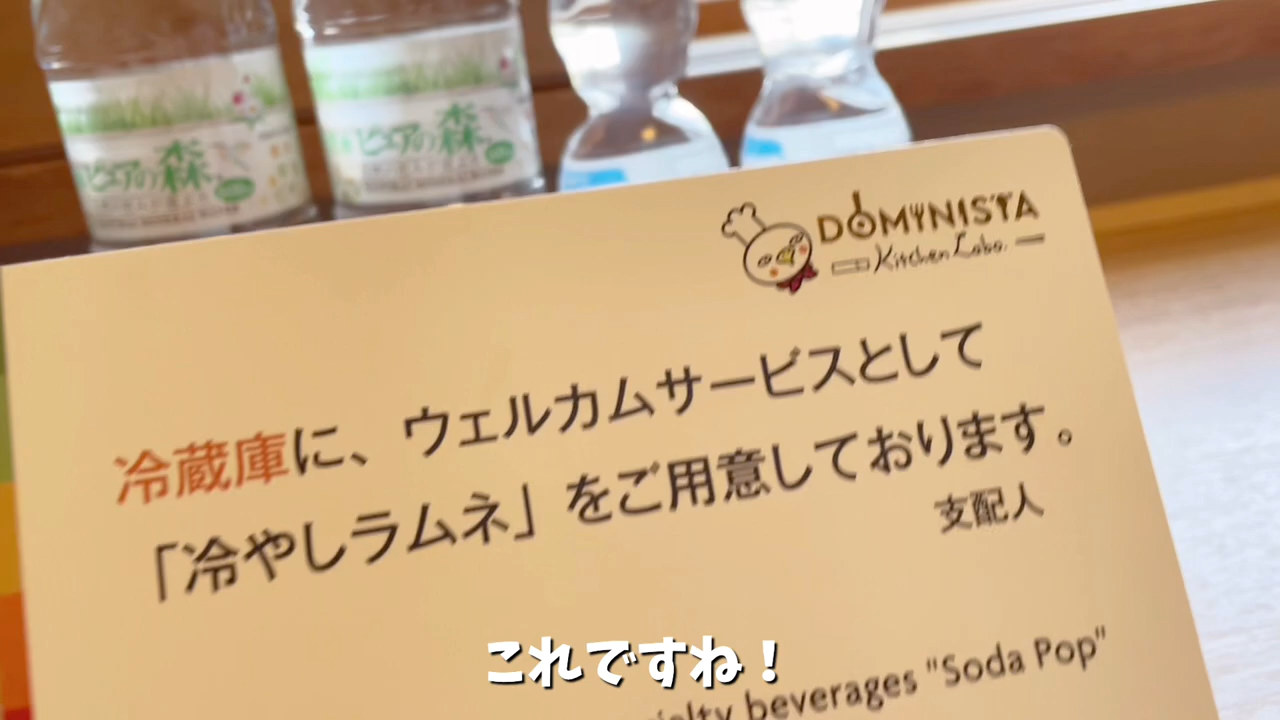 ピュアの森
ピュアの森
DOMINISTA
Kitchen Labo.
冷蔵庫に、ウェルカムサービスとして
「冷やしラムネ」をご用意しております。
支配人
beverages "Soda Pop"
これですね！